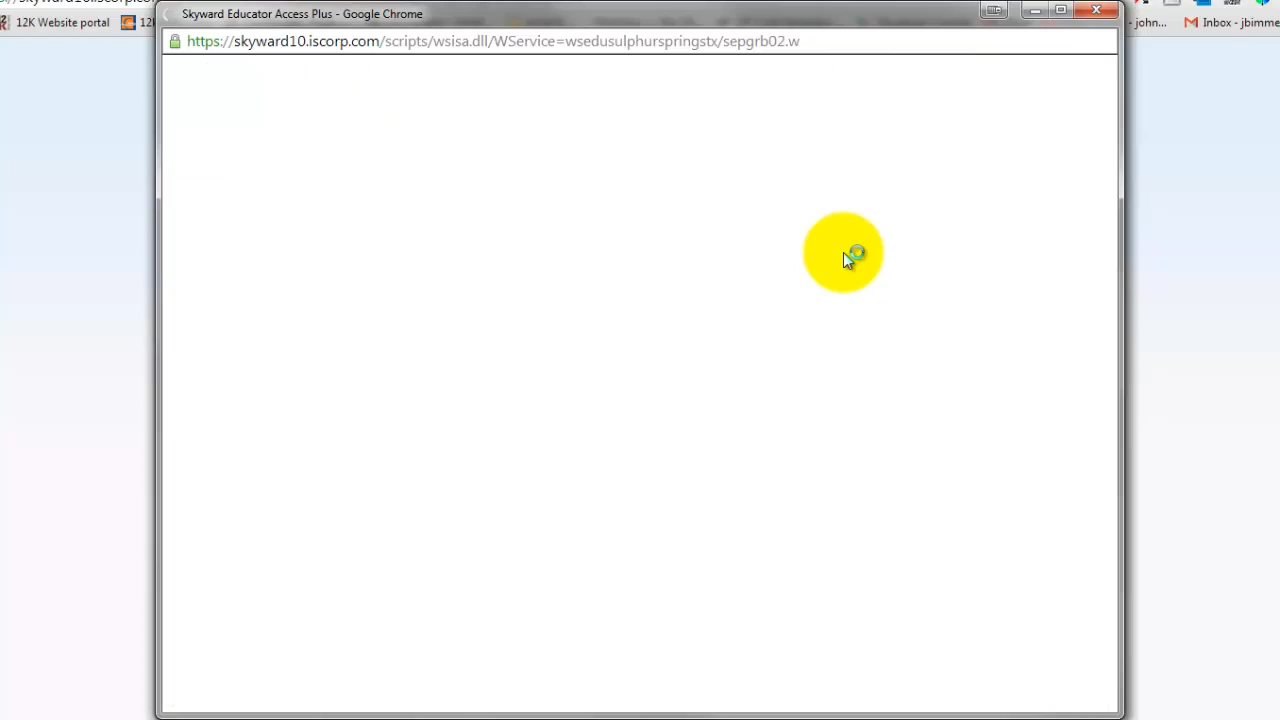 Skyward Educator Access Plus - Google Chrome
12K Website portal
12K
- john...
Inbox - jbimme
https://skyward10.iscorp.com/scripts/wsisa.dll/WService=wsedusulphurspringstx/sepgrb02.w